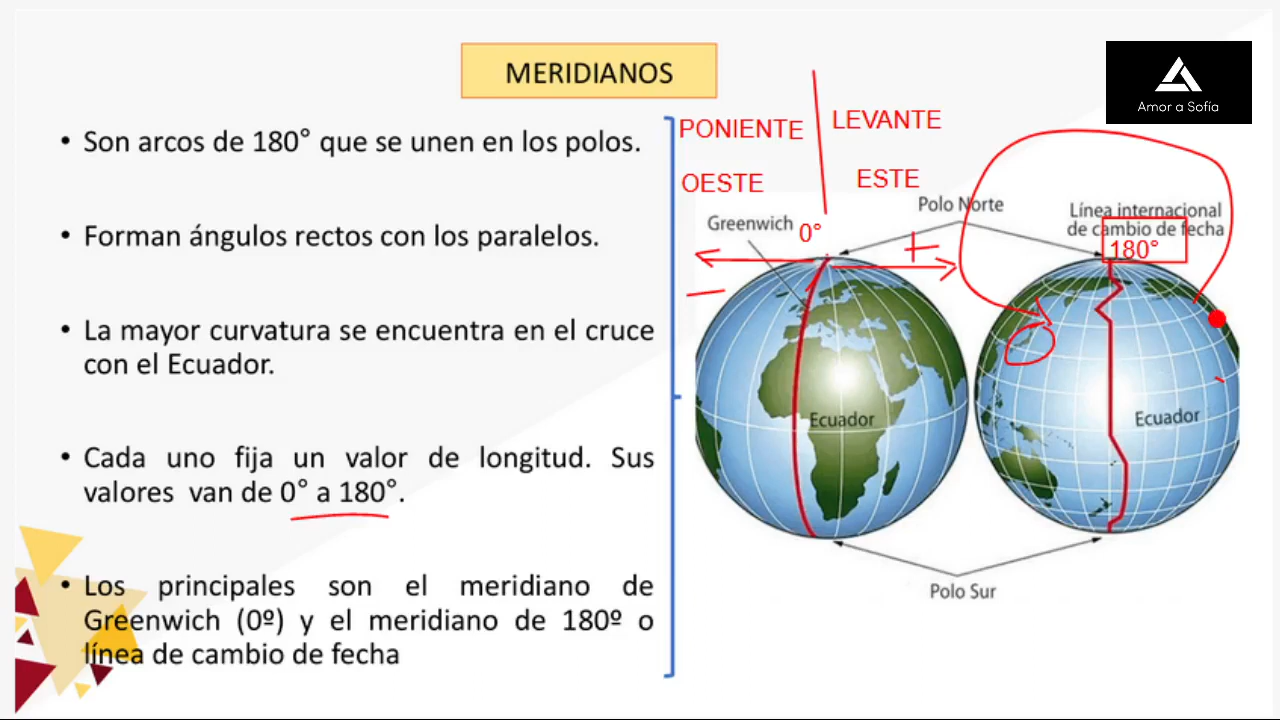 MERIDIANOS
Amor a Sofía
• Son arcos de 180° que se unen en los polos.
• Forman ángulos rectos con los paralelos.
• La mayor curvatura se encuentra en el cruce
con el Ecuador.
• Cada uno fija un valor de longitud. Sus
valores van de 0° a 180°.
• Los principales son el meridiano de
Greenwich (0º) y el meridiano de 180º o
línea de cambio de fecha
PONIENTE
LEVANTE
OESTE
ESTE
Greenwich
0°
+
-
Polo Norte
Línea internacional
de cambio de fecha
180°
Ecuador
Ecuador
Polo Sur